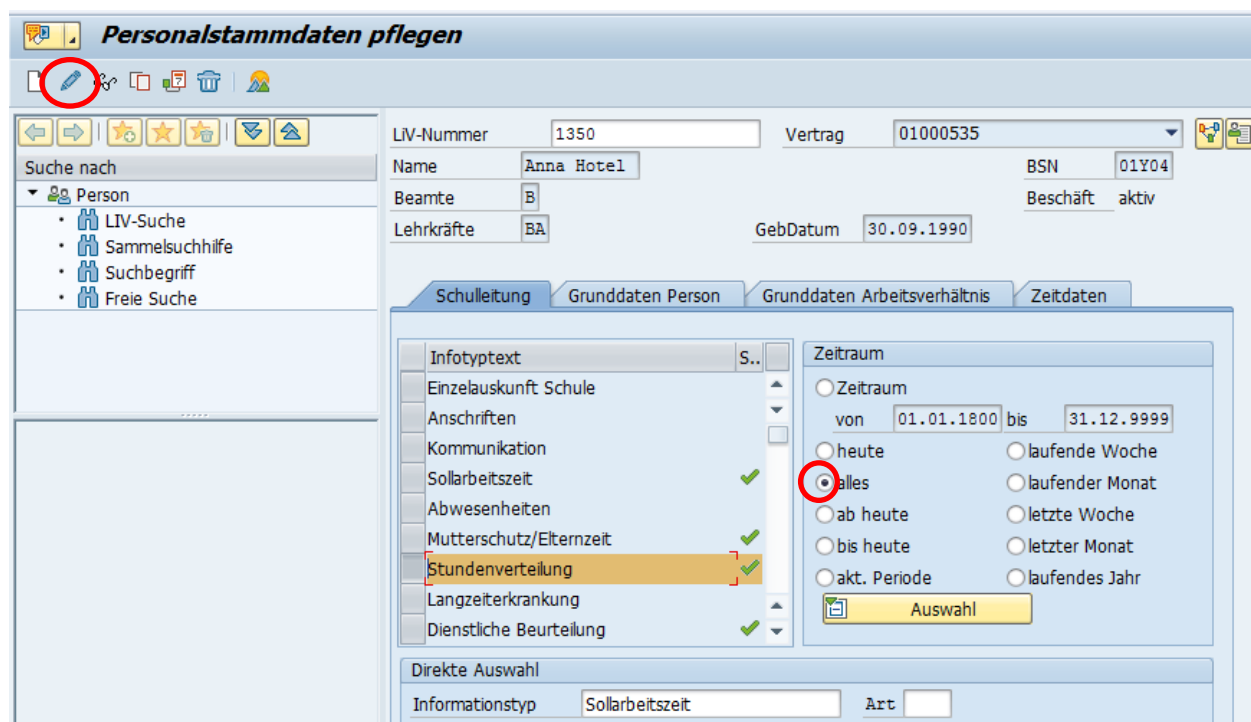 Personalstammdaten pflegen
Suche nach
Person
LIV-Suche
Sammelsuchhilfe
Suchbegriff
Freie Suche
LiV-Nummer 1350 Vertrag 01000535
Name Anna Hotel BSN 01Y04
Beamte B Beschäft aktiv
Lehrkräfte BA GebDatum 30.09.1990
Schulleitung Grunddaten Person Grunddaten Arbeitsverhältnis Zeitdaten
Infotyptext S..
Einzelauskunft Schule
Anschriften
Kommunikation
Sollarbeitszeit
Abwesenheiten
Mutterschutz/Elternzeit
Stundenverteilung
Langzeiterkrankung
Dienstliche Beurteilung
Zeitraum
Zeitraum
von 01.01.1800 bis 31.12.9999
heute laufende Woche
alles laufender Monat
ab heute letzte Woche
bis heute letzter Monat
akt. Periode laufendes Jahr
Auswahl
Direkte Auswahl
Informationstyp Sollarbeitszeit Art